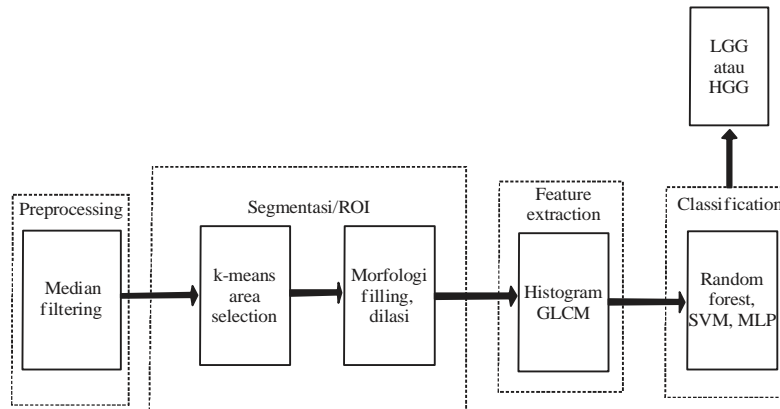 Preprocessing
Median
filtering
Segmentasi/ROI
k-means
area
selection
Morfologi
filling,
dilasi
Feature
extraction
Histogram
GLCM
Classification
Random
forest,
SVM, MLP
LGG
atau
HGG